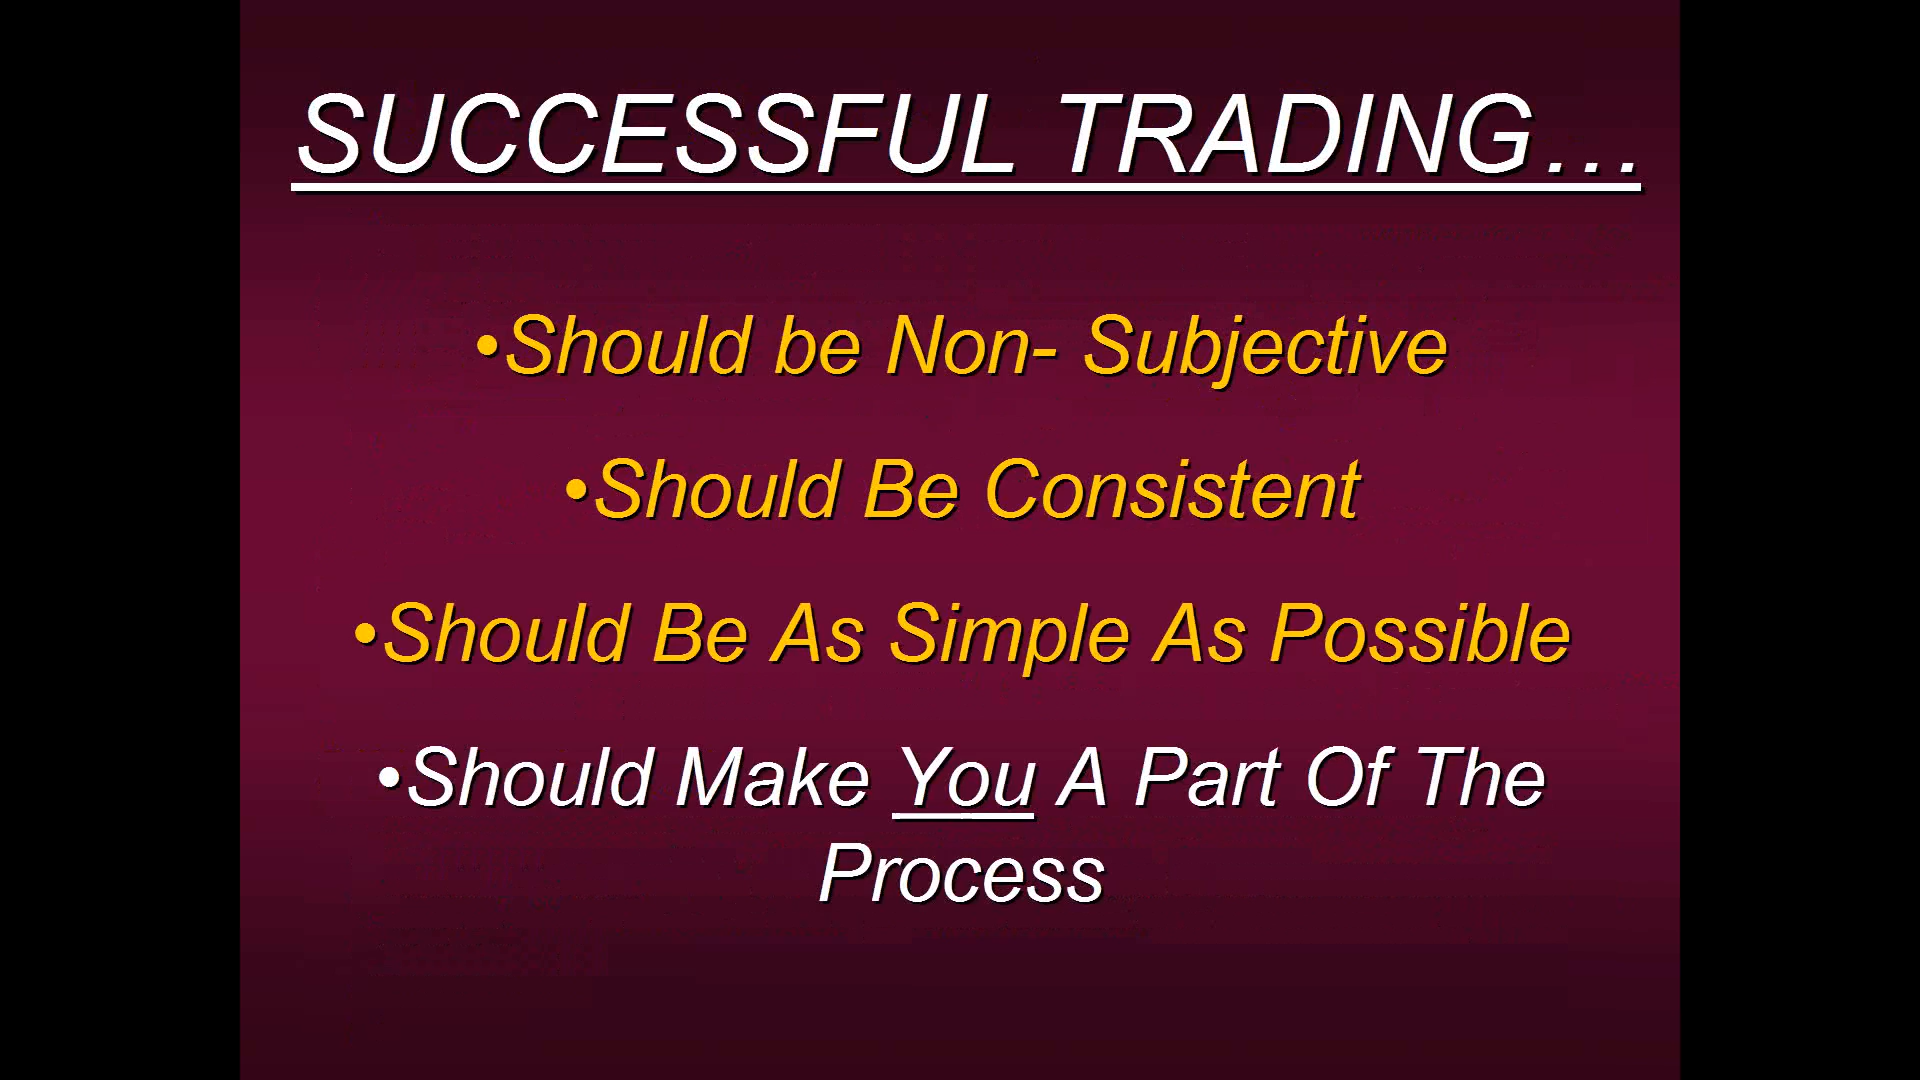 SUCCESSFUL TRADING…
•Should be Non- Subjective
•Should Be Consistent
•Should Be As Simple As Possible
•Should Make You A Part Of The
Process